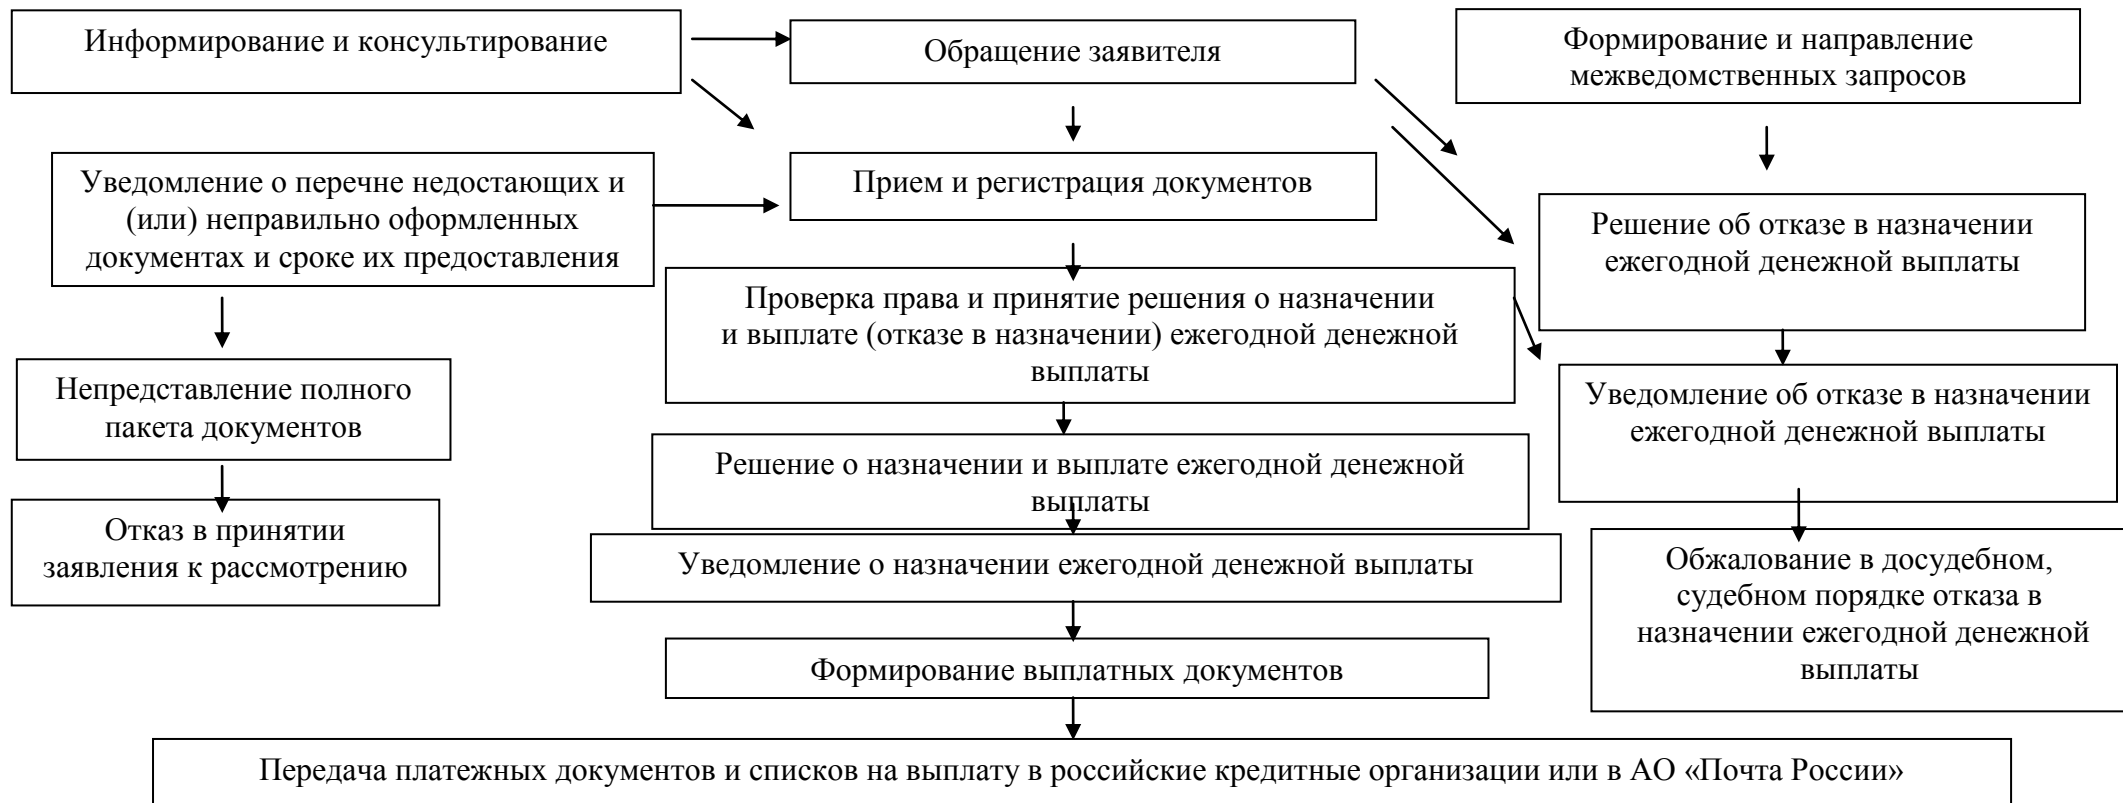 Информирование и консультирование
Обращение заявителя
Формирование и направление
межведомственных запросов
Уведомление о перечне недостающих и
(или) неправильно оформленных
документах и сроке их предоставления
Прием и регистрация документов
Решение об отказе в назначении
ежегодной денежной выплаты
Проверка права и принятие решения о назначении
и выплате (отказе в назначении) ежегодной денежной
выплаты
Непредставление полного
пакета документов
Уведомление об отказе в назначении
ежегодной денежной выплаты
Решение о назначении и выплате ежегодной денежной
выплаты
Отказ в принятии
заявления к рассмотрению
Уведомление о назначении ежегодной денежной выплаты
Обжалование в досудебном,
судебном порядке отказа в
назначении ежегодной денежной
выплаты
Формирование выплатных документов
Передача платежных документов и списков на выплату в российские кредитные организации или в АО «Почта России»